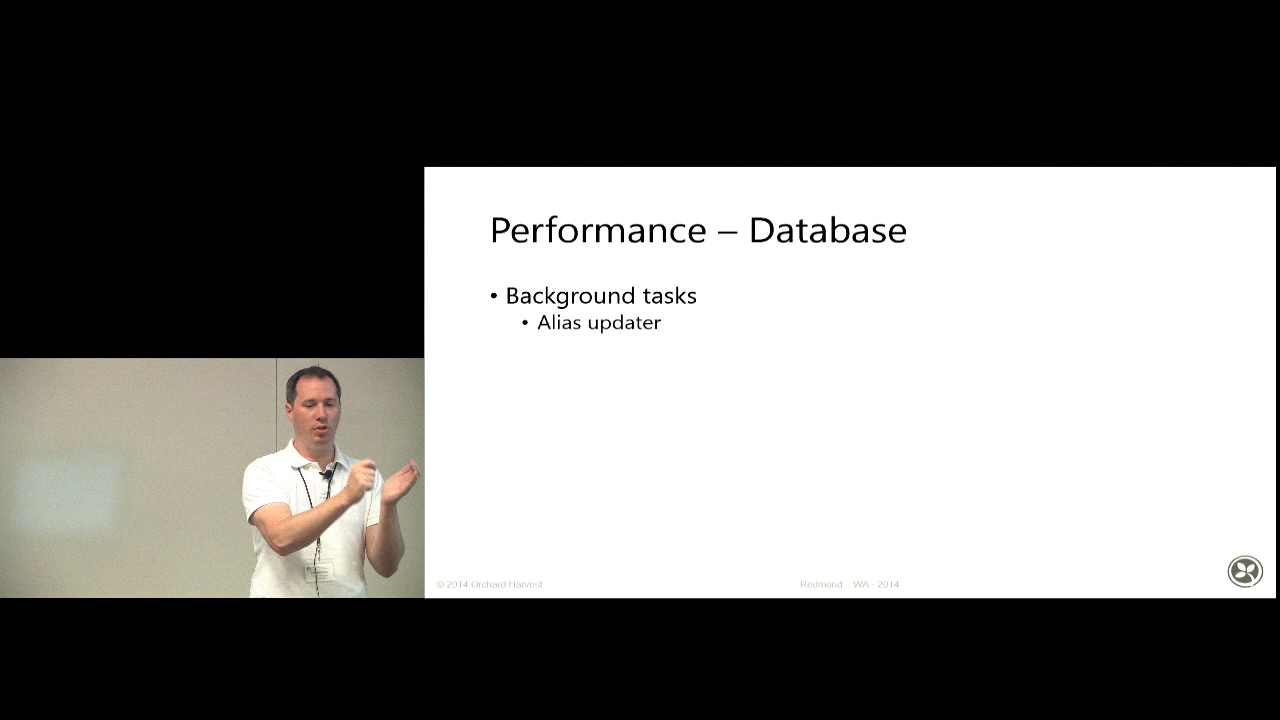 Performance – Database
• Background tasks
• Alias updater
© 2014 Orchard Harvest
Redmond – WA - 2014